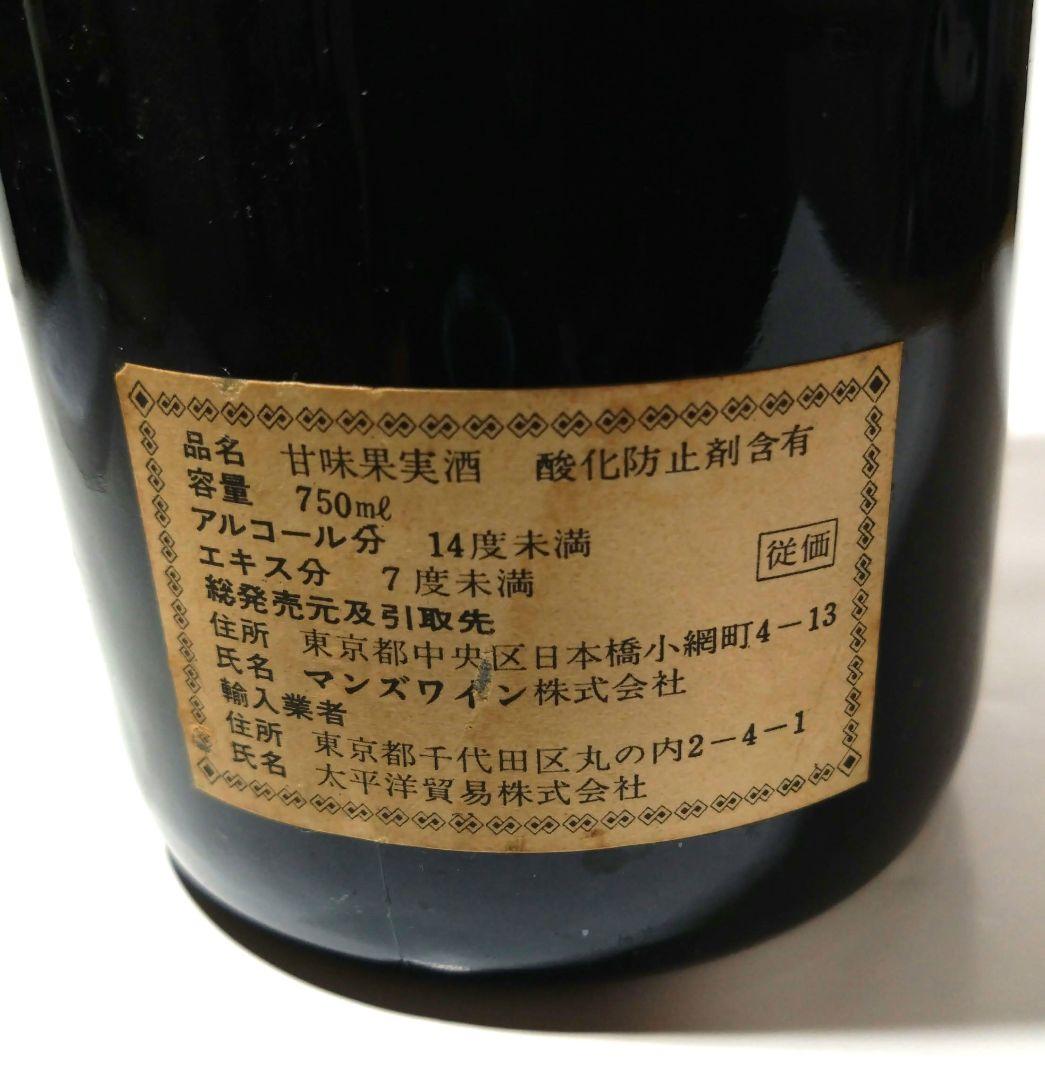 品名 甘味果実酒 酸化防止剤含有
容量 750mℓ
アルコール分 14度未満
エキス分 7度未満
従価
総発売元及引取先
住所 東京都中央区日本橋小網町4-13
氏名 マンズワイン株式会社
輸入業者
住所 東京都千代田区丸の内2-4-1
氏名 太平洋貿易株式会社